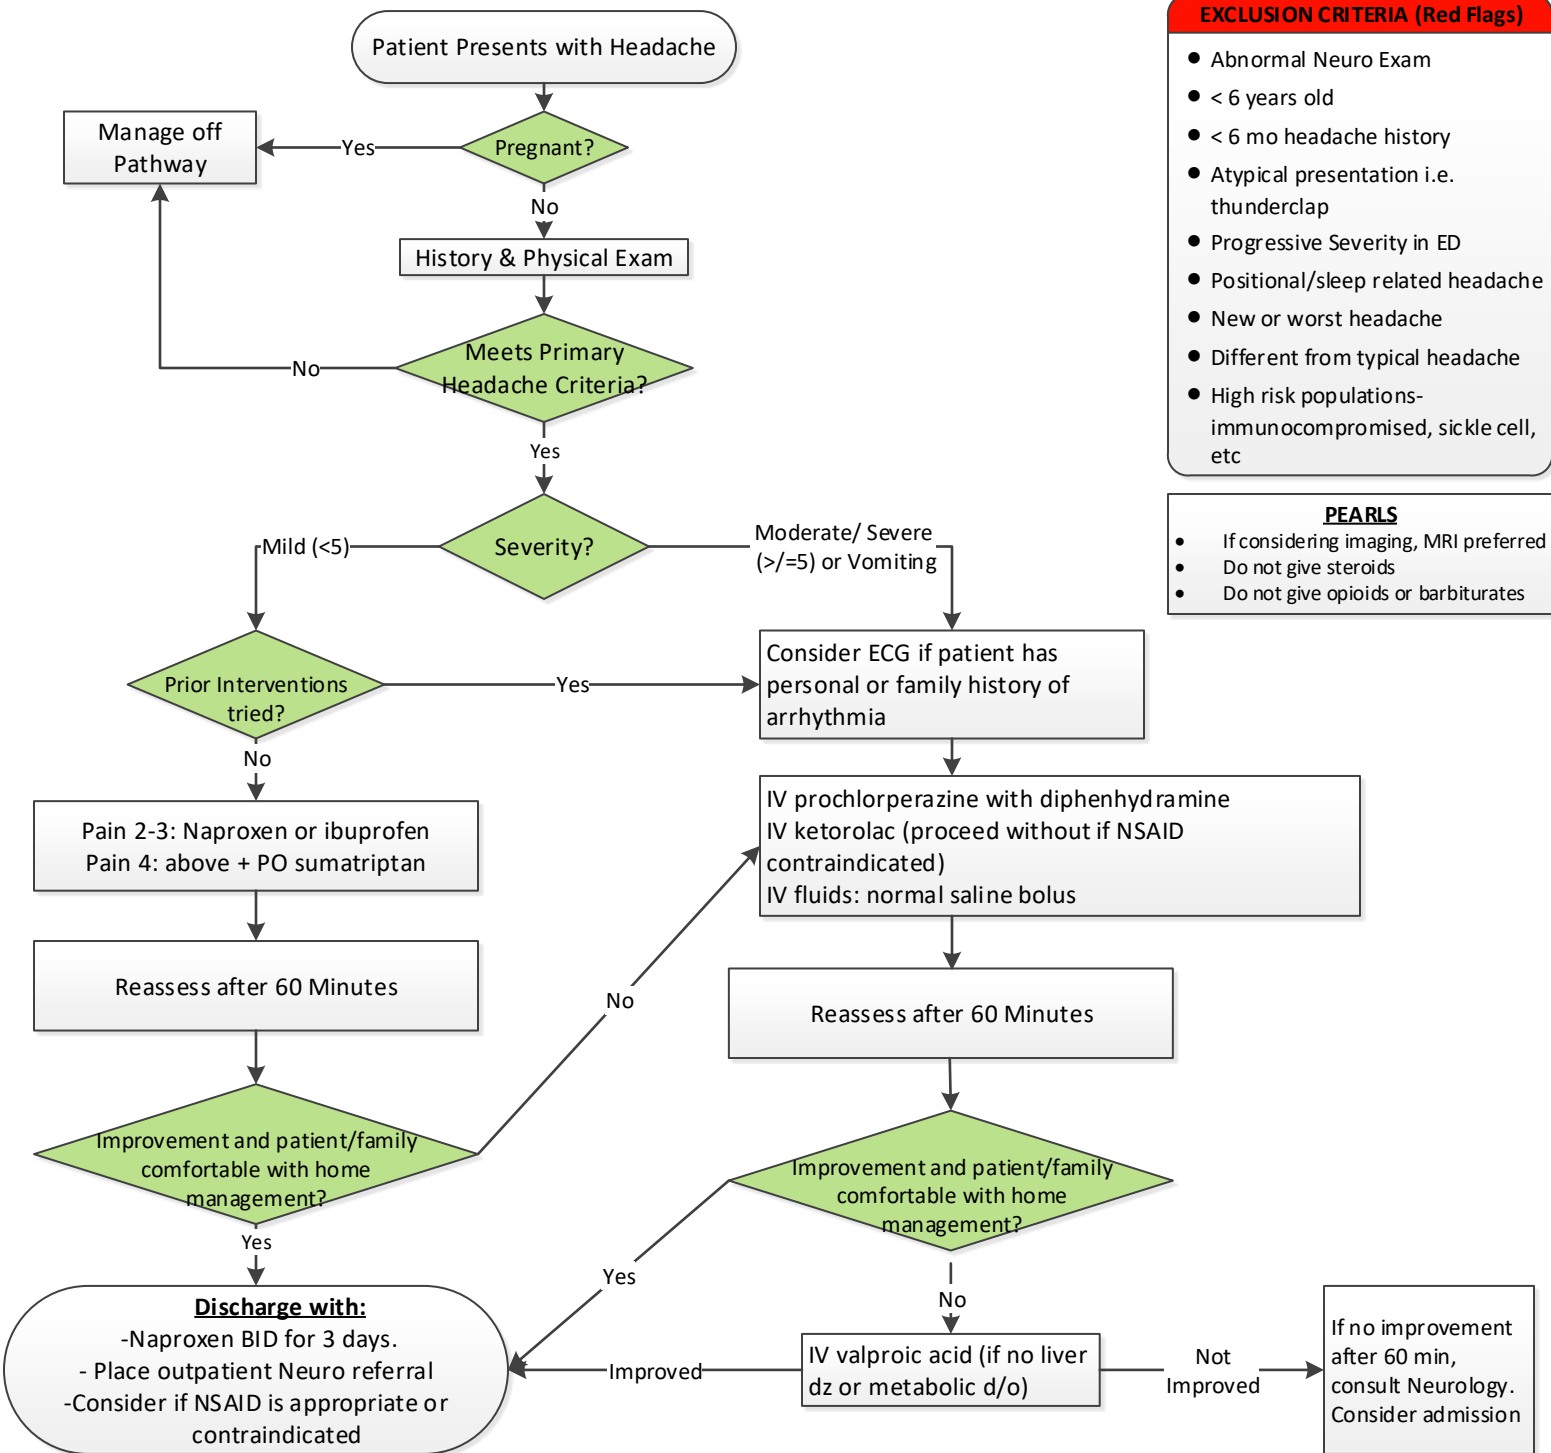 Patient Presents with Headache
Pregnant?
Yes
Manage off
Pathway
No
History & Physical Exam
Meets Primary
Headache Criteria?
No
Yes
Severity?
Mild (<5)
Moderate/ Severe
(>/=5) or Vomiting
Prior Interventions
tried?
Yes
No
Consider ECG if patient has
personal or family history of
arrhythmia
Pain 2-3: Naproxen or ibuprofen
Pain 4: above + PO sumatriptan
IV prochlorperazine with diphenhydramine
IV ketorolac (proceed without if NSAID
contraindicated)
IV fluids: normal saline bolus
Reassess after 60 Minutes
No
Reassess after 60 Minutes
Improvement and patient/family
comfortable with home
management?
Improvement and patient/family
comfortable with home
management?
Yes
Yes
No
Discharge with:
-Naproxen BID for 3 days.
- Place outpatient Neuro referral
-Consider if NSAID is appropriate or
contraindicated
Improved
IV valproic acid (if no liver
dz or metabolic d/o)
Not
Improved
If no improvement
after 60 min,
consult Neurology.
Consider admission
EXCLUSION CRITERIA (Red Flags)
• Abnormal Neuro Exam
• < 6 years old
• < 6 mo headache history
• Atypical presentation i.e.
thunderclap
• Progressive Severity in ED
• Positional/sleep related headache
• New or worst headache
• Different from typical headache
• High risk populations-
immunocompromised, sickle cell,
etc
PEARLS
• If considering imaging, MRI preferred
• Do not give steroids
• Do not give opioids or barbiturates